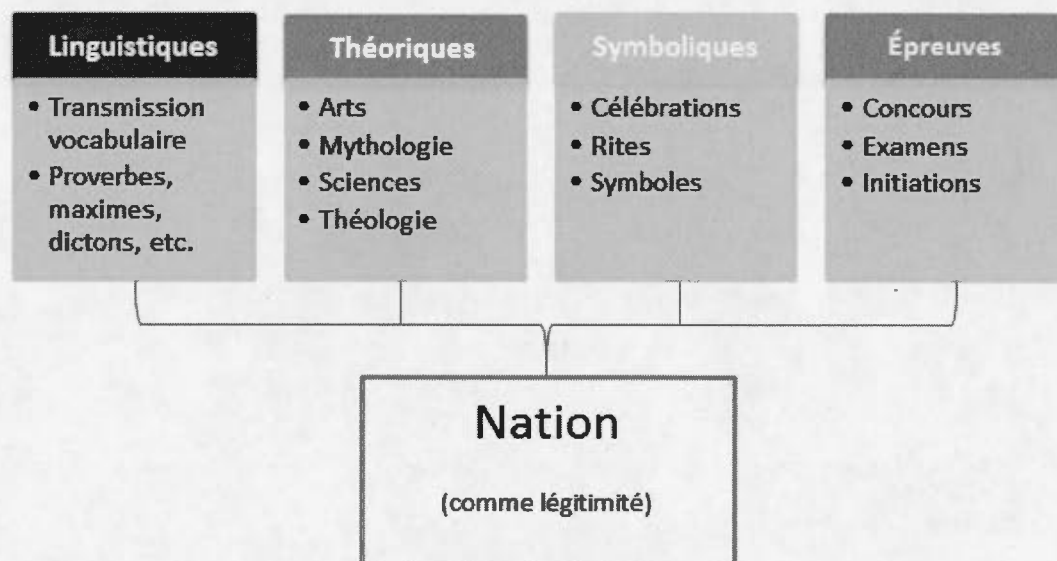 Linguistiques
• Transmission
vocabulaire
• Proverbes,
maximes,
dictons, etc.
Théoriques
• Arts
• Mythologie
• Sciences
• Théologie
Symboliques
• Célébrations
• Rites
• Symboles
Épreuves
• Concours
• Examens
• Initiations
Nation
(comme légitimité)